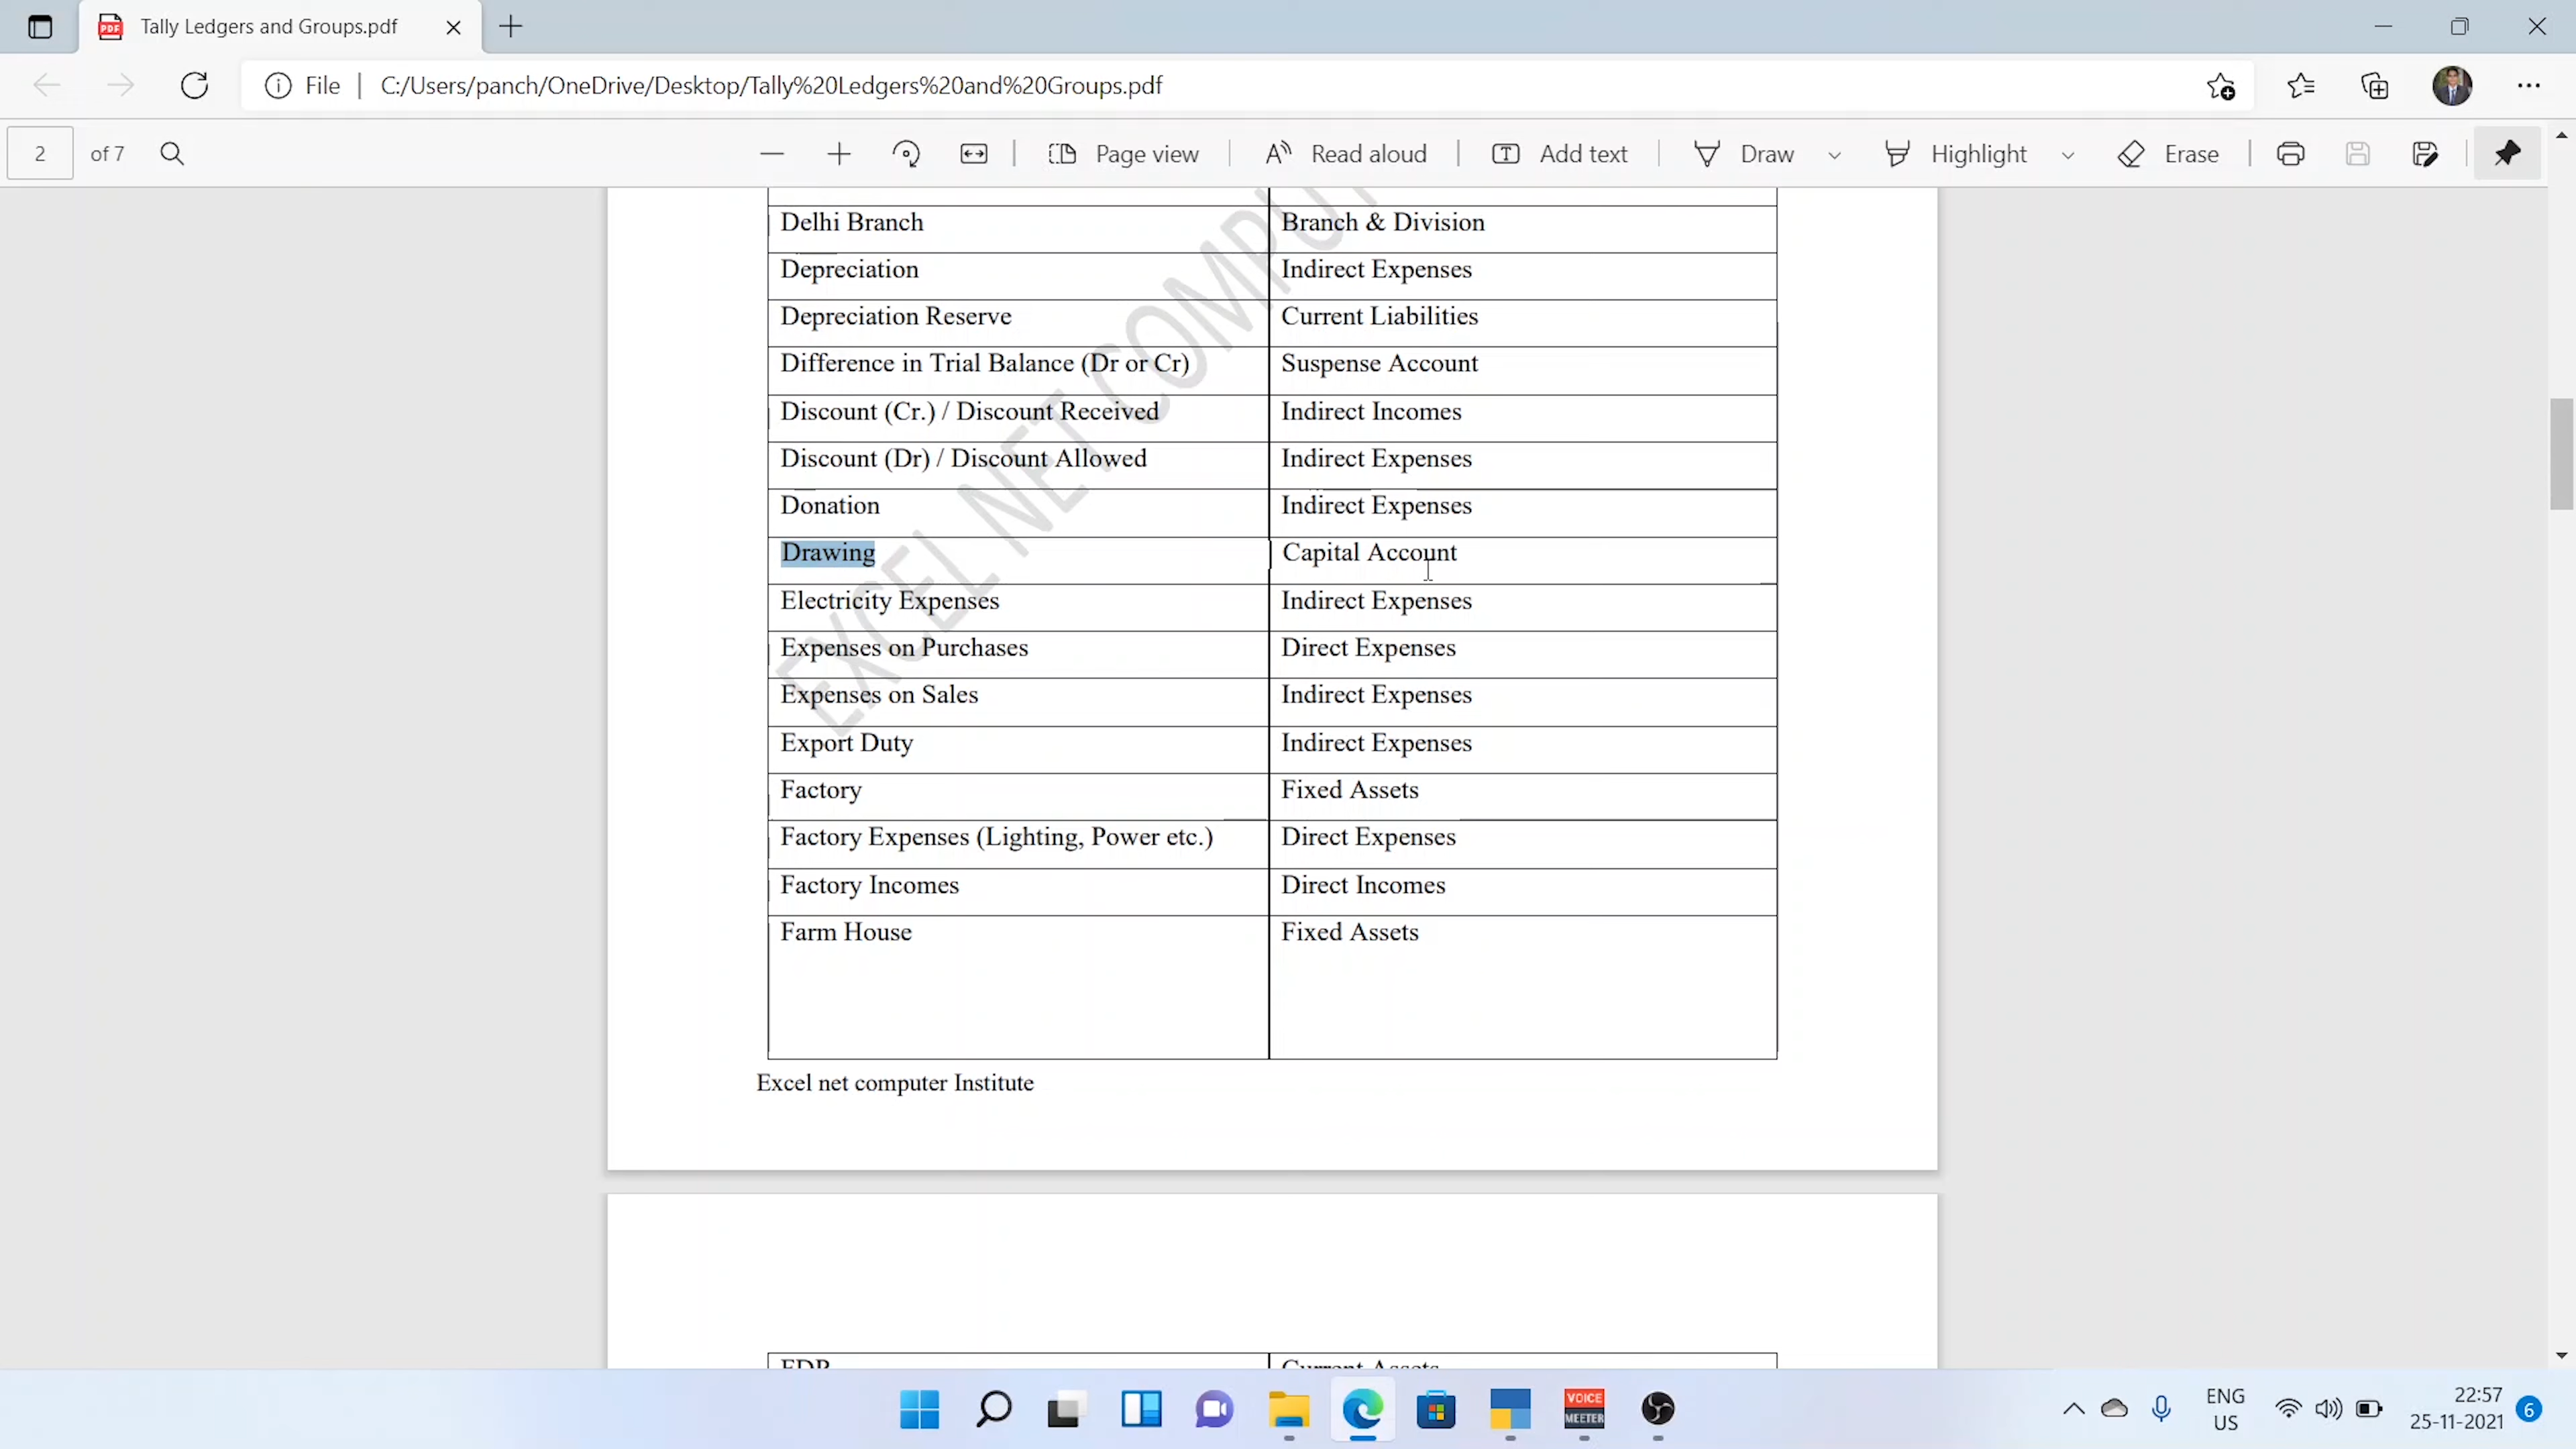 Tally Ledgers and Groups.pdf
File C:/Users/panch/OneDrive/Desktop/Tally%20Ledgers%20and%20Groups.pdf
2 of 7 Page view Read aloud Add text Draw Highlight Erase
Delhi Branch Branch & Division
Depreciation Indirect Expenses
Depreciation Reserve Current Liabilities
Difference in Trial Balance (Dr or Cr) Suspense Account
Discount (Cr.) / Discount Received Indirect Incomes
Discount (Dr) / Discount Allowed Indirect Expenses
Donation Indirect Expenses
Drawing Capital Account
Electricity Expenses Indirect Expenses
Expenses on Purchases Direct Expenses
Expenses on Sales Indirect Expenses
Export Duty Indirect Expenses
Factory Fixed Assets
Factory Expenses (Lighting, Power etc.) Direct Expenses
Factory Incomes Direct Incomes
Farm House Fixed Assets
EXCEL NET COMPU
Excel net computer Institute
FDR Current Assets
VOICE
MEETER
ENG
US
22:57
25-11-2021
6